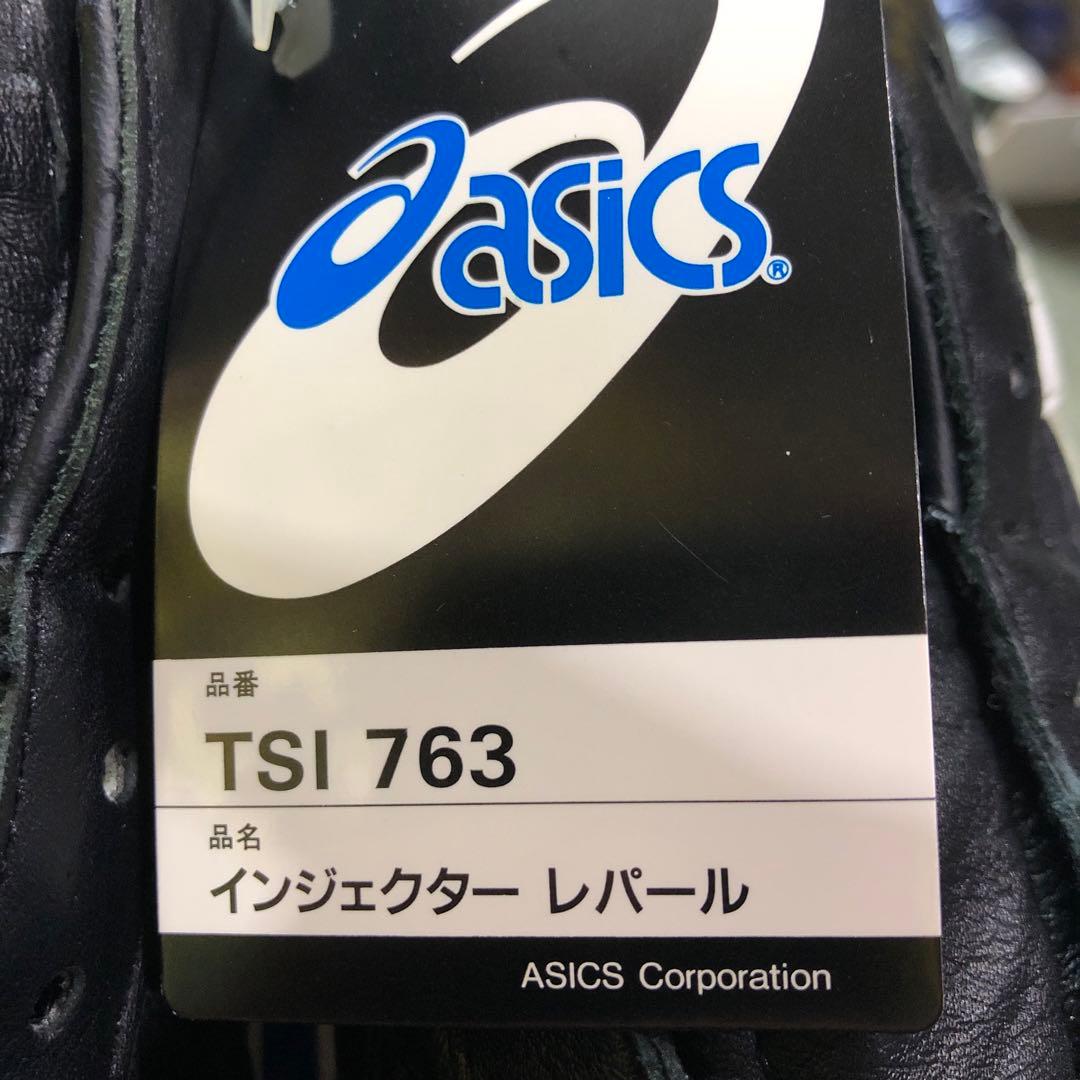 asics®
品番
TSI 763
品名
インジェクター レパール
ASICS Corporation